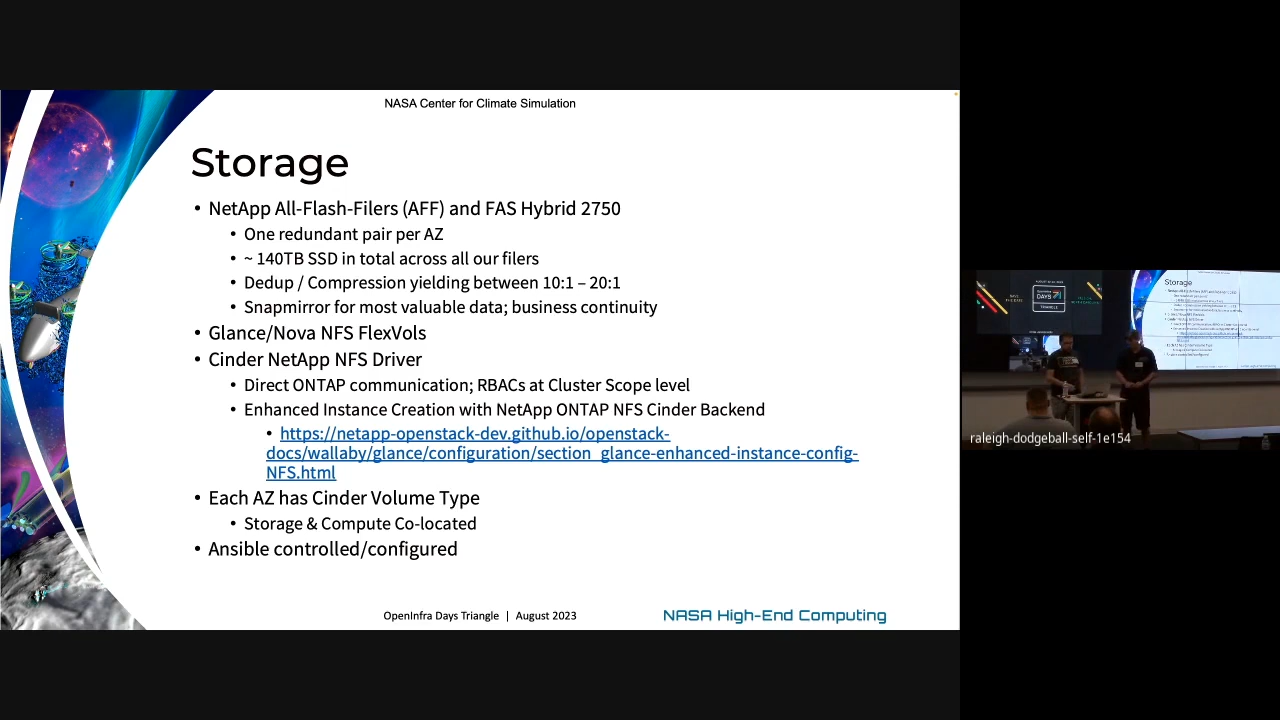 NASA Center for Climate Simulation
Storage
• NetApp All-Flash-Filers (AFF) and FAS Hybrid 2750
• One redundant pair per AZ
• ~ 140TB SSD in total across all our filers
• Dedup / Compression yielding between 10:1 – 20:1
• Snapmirror for most valuable data; business continuity
• Glance/Nova NFS FlexVols
• Cinder NetApp NFS Driver
• Direct ONTAP communication; RBACs at Cluster Scope level
• Enhanced Instance Creation with NetApp ONTAP NFS Cinder Backend
• https://netapp-openstack-dev.github.io/openstack-
docs/wallaby/glance/configuration/section_glance-enhanced-instance-config-
NFS.html
• Each AZ has Cinder Volume Type
• Storage & Compute Co-located
• Ansible controlled/configured
OpenInfra Days Triangle | August 2023
NASA High-End Computing
Storage
DAYS
raleigh-dodgeball-self-1e154